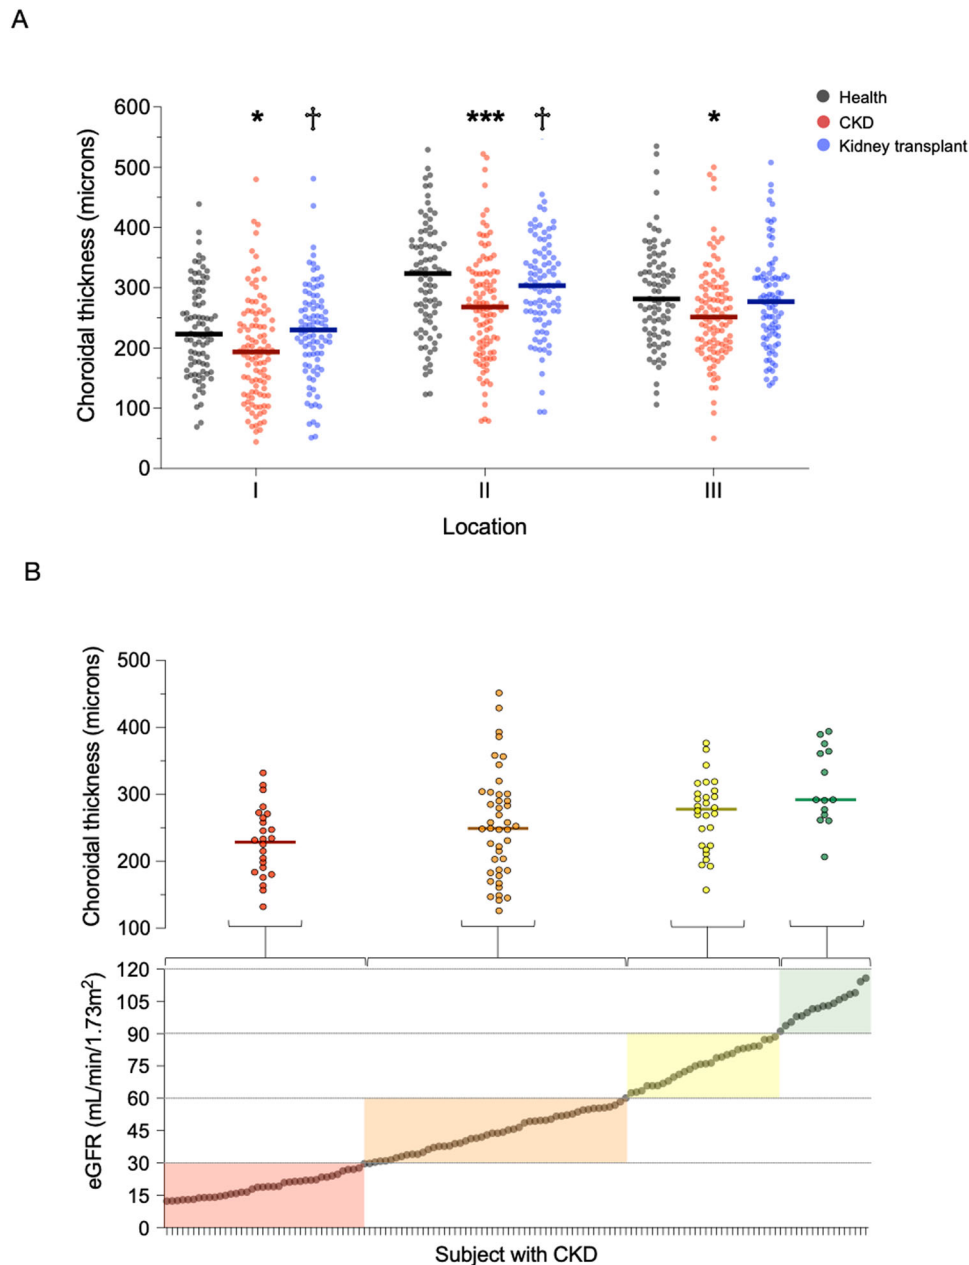 A
Choroidal thickness (microns)
600
500
400
300
200
100
0
* † *** † *
Health
CKD
Kidney transplant
I II III
Location
B
Choroidal thickness (microns)
500
400
300
200
100
eGFR (mL/min/1.73m²)
120
105
90
75
60
45
30
15
0
Subject with CKD